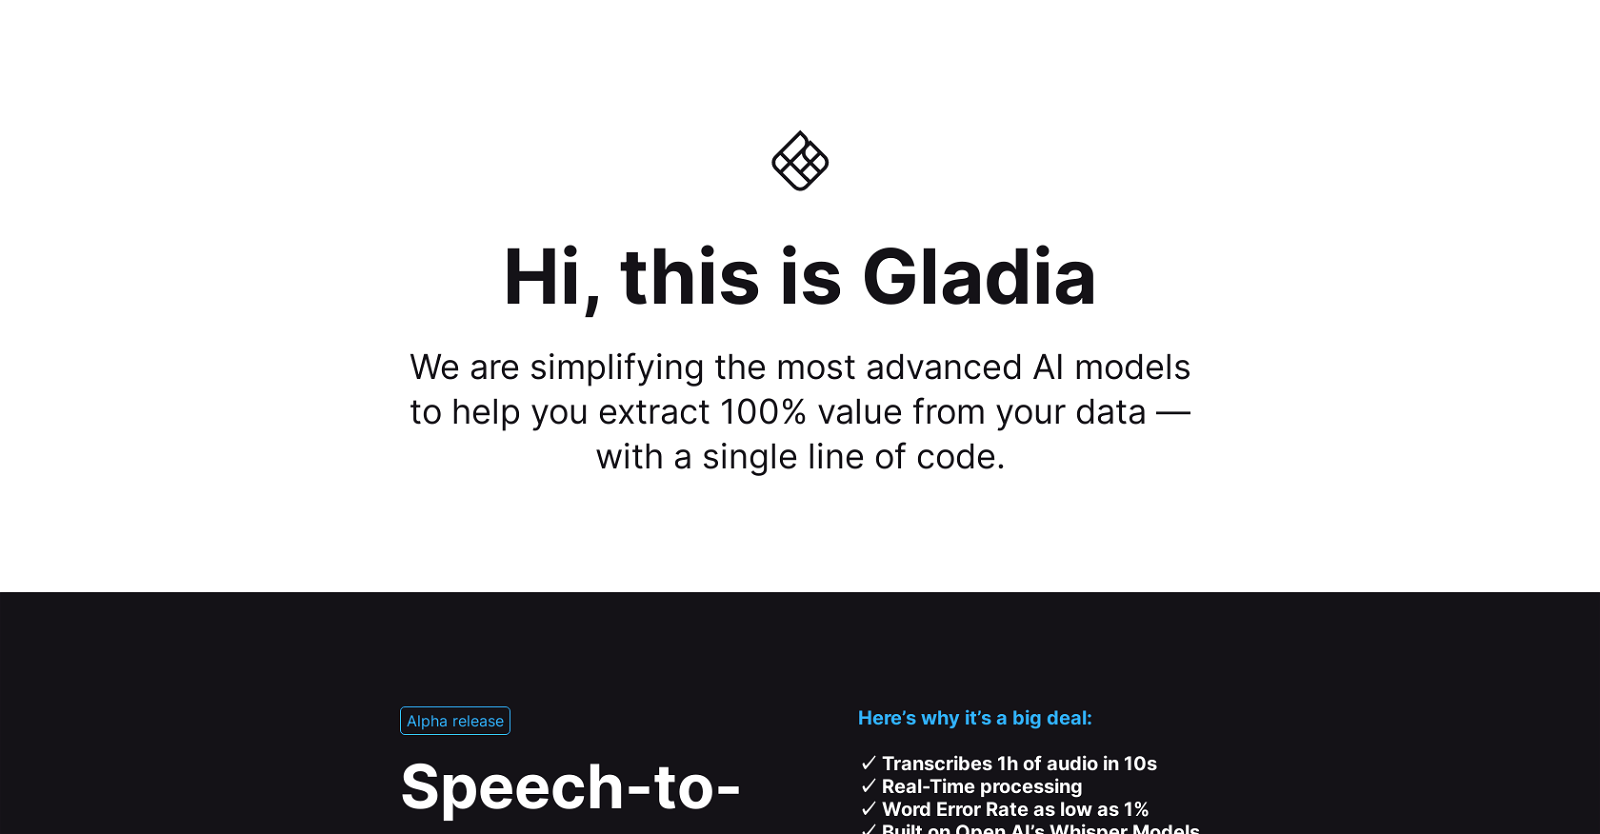 Hi, this is Gladia
We are simplifying the most advanced AI models
to help you extract 100% value from your data —
with a single line of code.
Alpha release
Speech-to-
Here’s why it’s a big deal:
✓ Transcribes 1h of audio in 10s
✓ Real-Time processing
✓ Word Error Rate as low as 1%
✓ Built on Open AI’s Whisper Models